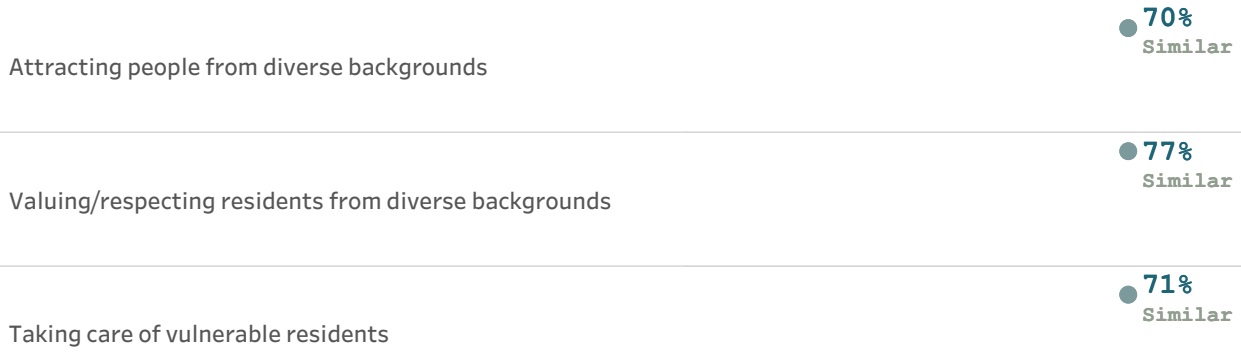 70%
Similar
Attracting people from diverse backgrounds
77%
Similar
Valuing/respecting residents from diverse backgrounds
71%
Similar
Taking care of vulnerable residents